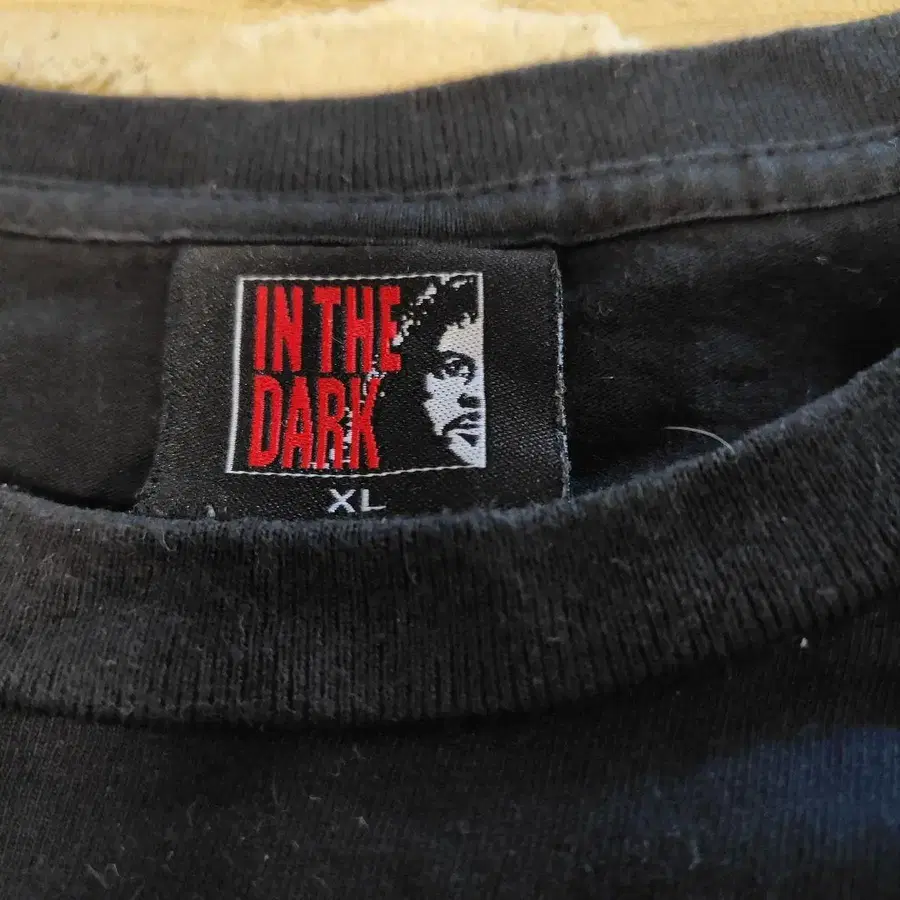 IN THE
DARK
XL